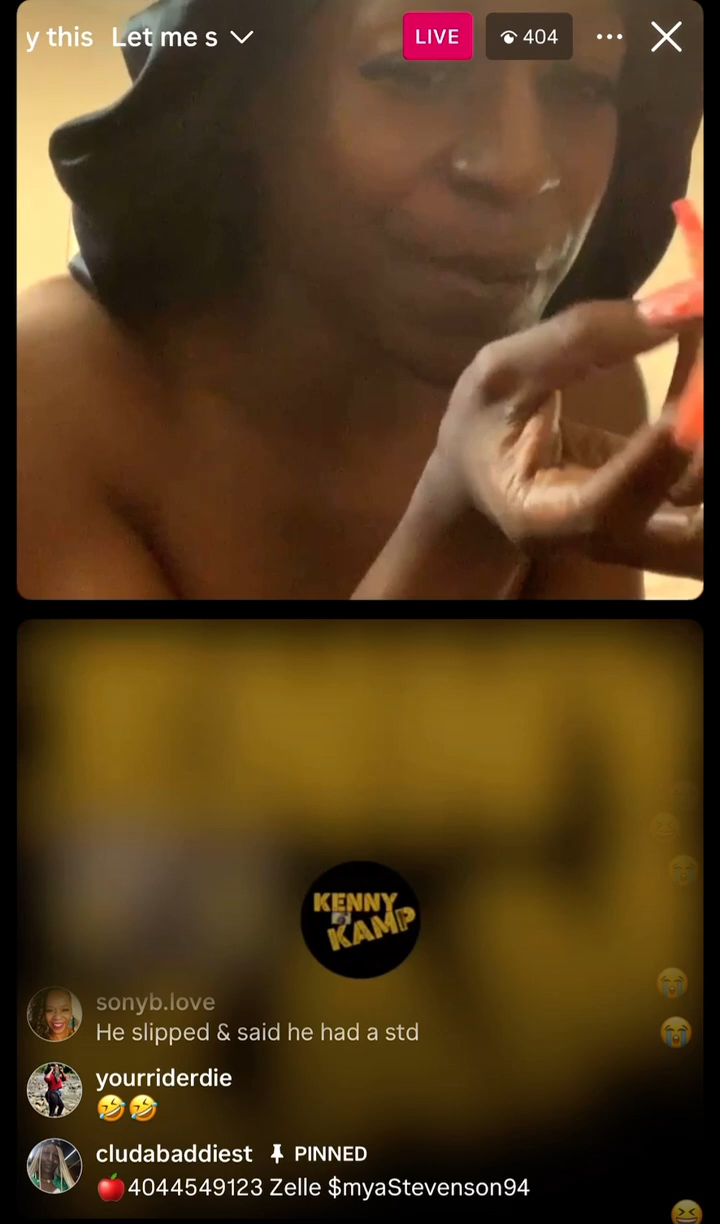 y this Let me s
LIVE
404
KENNY
KAMP
sonyb.love
He slipped & said he had a std
yourriderdie
🤣🤣
cludabaddiest PINNED
🍎4044549123 Zelle $myaStevenson94